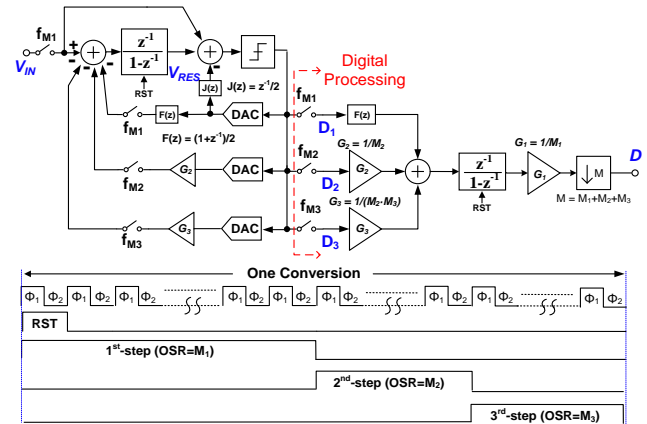 f_M1
V_IN
z^-1
1-z^-1
RST
V_RES
J(z)
J(z) = z^-1/2
f_M1
F(z)
DAC
F(z) = (1+z^-1)/2
f_M2
G_2
DAC
f_M3
G_3
DAC
Digital
Processing
f_M1
D_1
F(z)
f_M2
D_2
G_2 = 1/M_2
G_2
f_M3
D_3
G_3 = 1/(M_2·M_3)
G_3
z^-1
1-z^-1
RST
G_1 = 1/M_1
G_1
↓ M
D
M = M_1+M_2+M_3
One Conversion
Φ_1 Φ_2 Φ_1 Φ_2 Φ_1 Φ_2 Φ_1 Φ_2 Φ_1 Φ_2 Φ_1 Φ_2 Φ_1 Φ_2 Φ_1 Φ_2 Φ_1 Φ_2
RST
1^st-step (OSR=M_1)
2^nd-step (OSR=M_2)
3^rd-step (OSR=M_3)